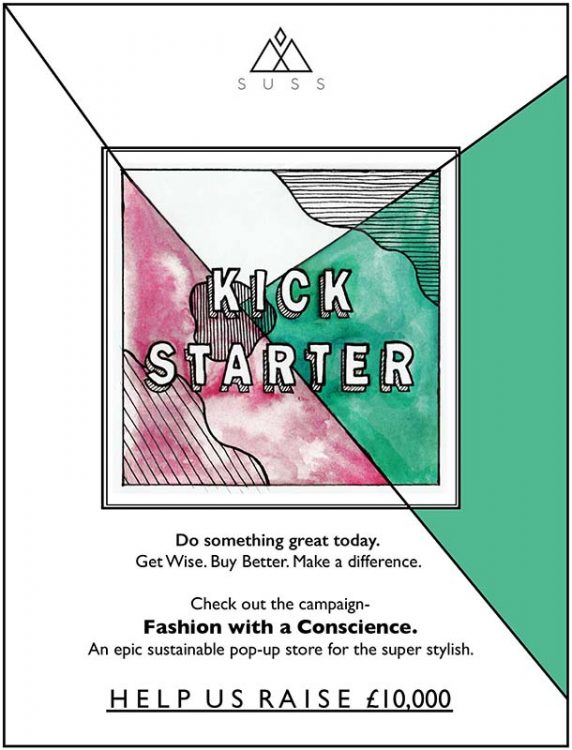 SUSS
KICK
STARTER
Do something great today.
Get Wise. Buy Better. Make a difference.
Check out the campaign-
Fashion with a Conscience.
An epic sustainable pop-up store for the super stylish.
HELP US RAISE £10,000